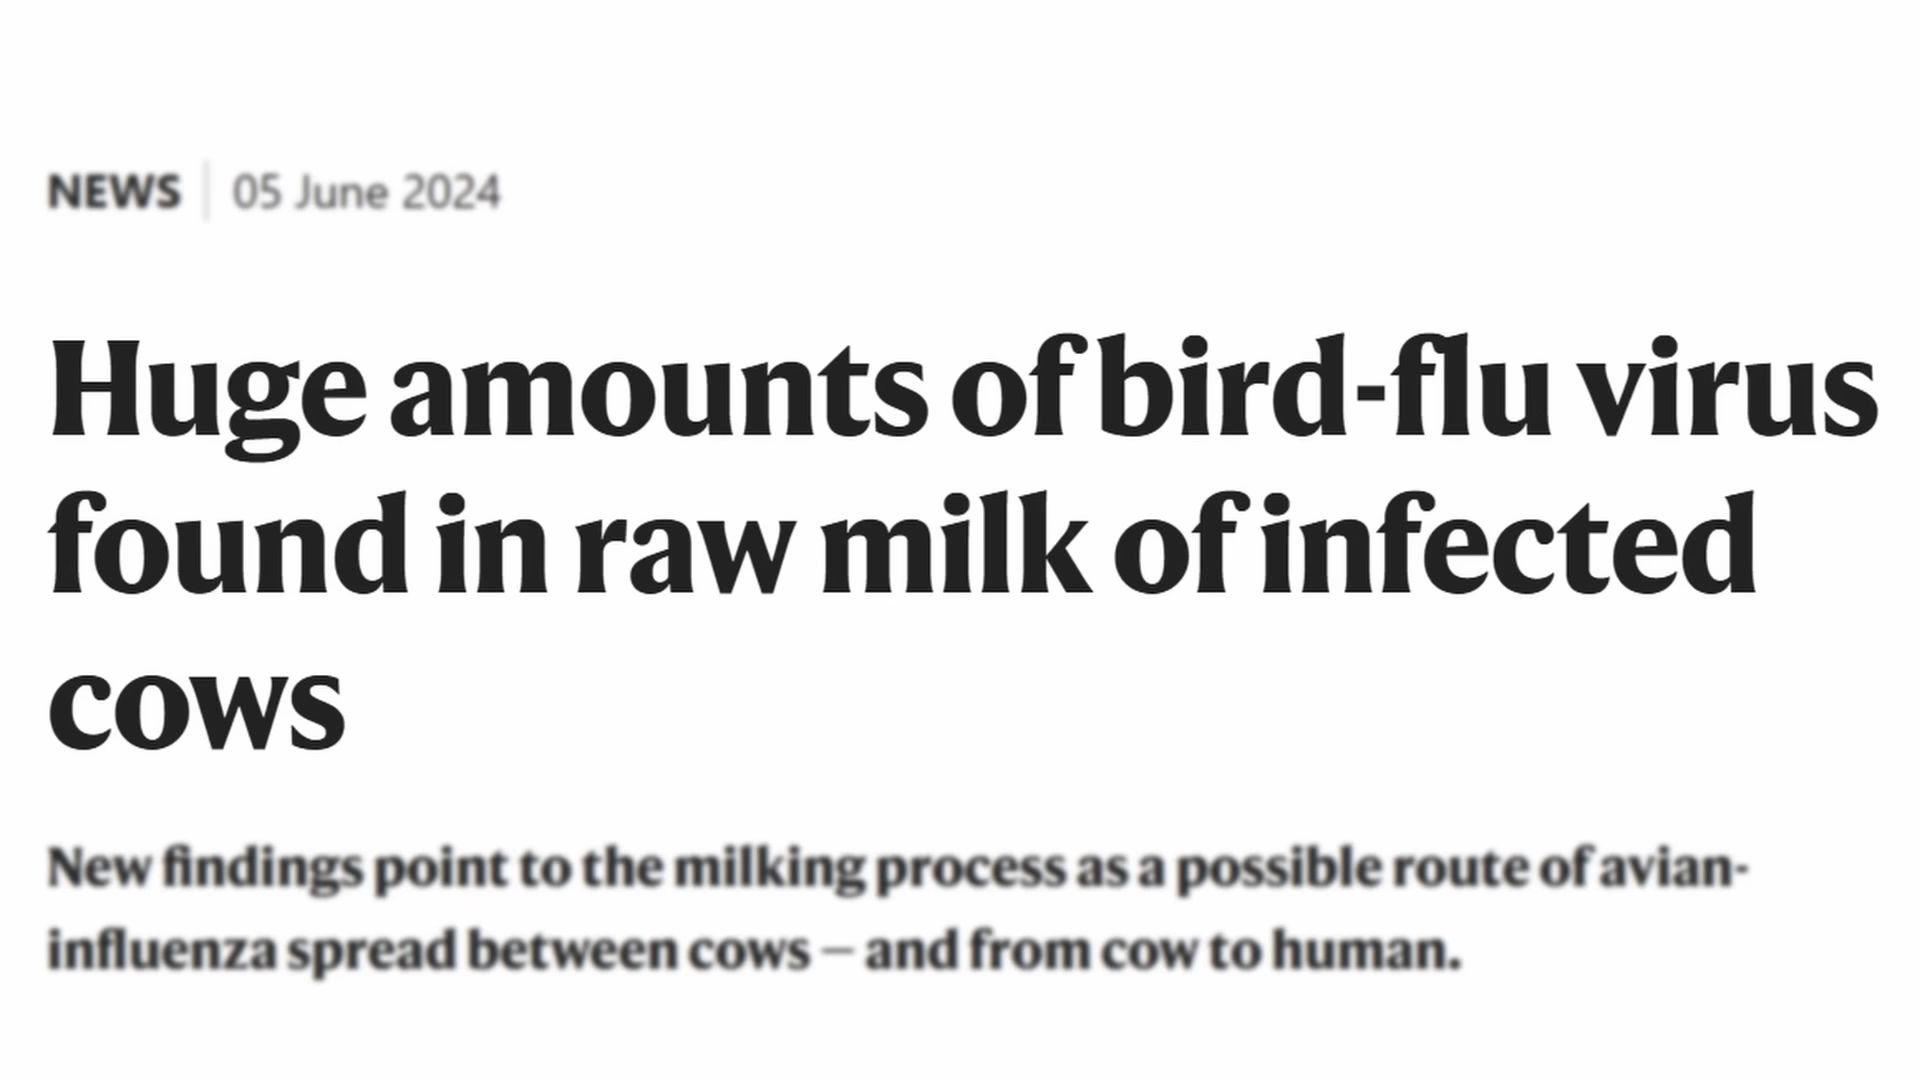 NEWS | 05 June 2024
Huge amounts of bird-flu virus
found in raw milk of infected
cows
New findings point to the milking process as a possible route of avian-
influenza spread between cows — and from cow to human.